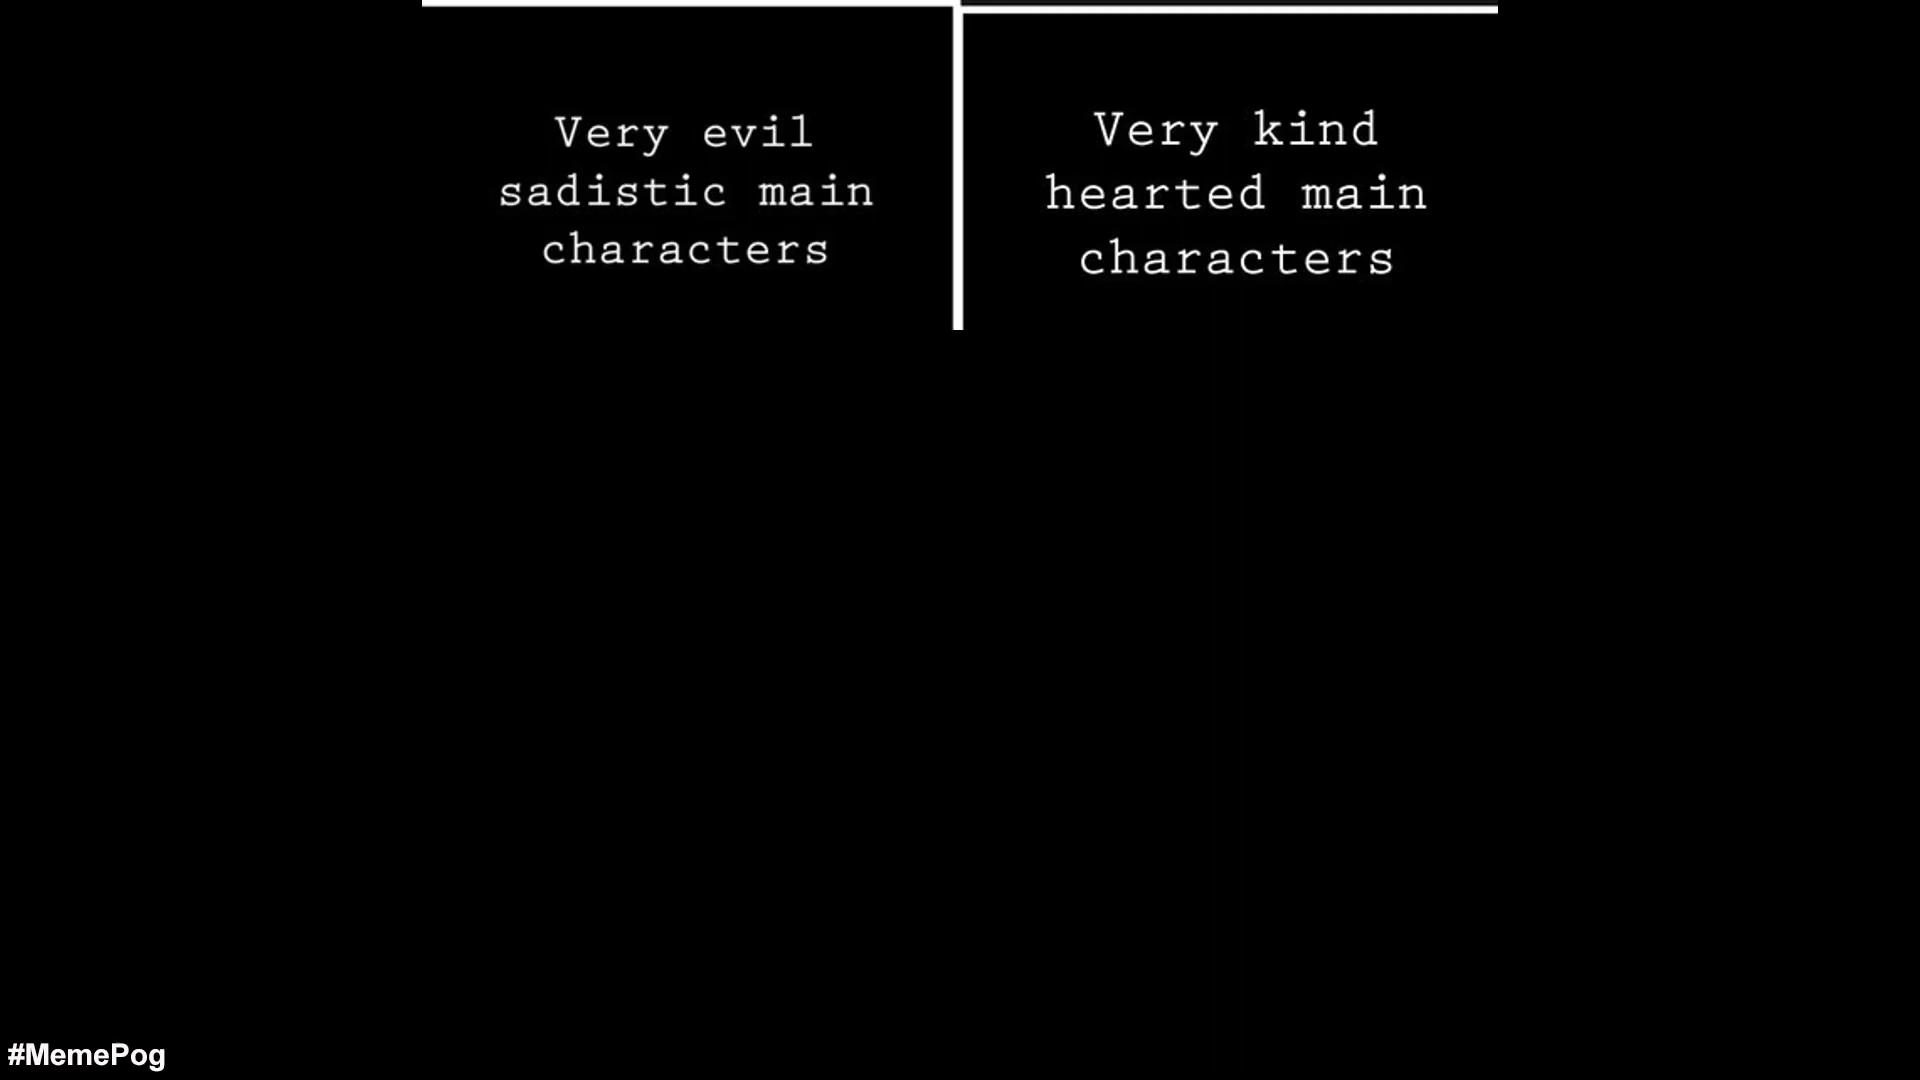 Very evil
sadistic main
characters
Very kind
hearted main
characters
#MemePog